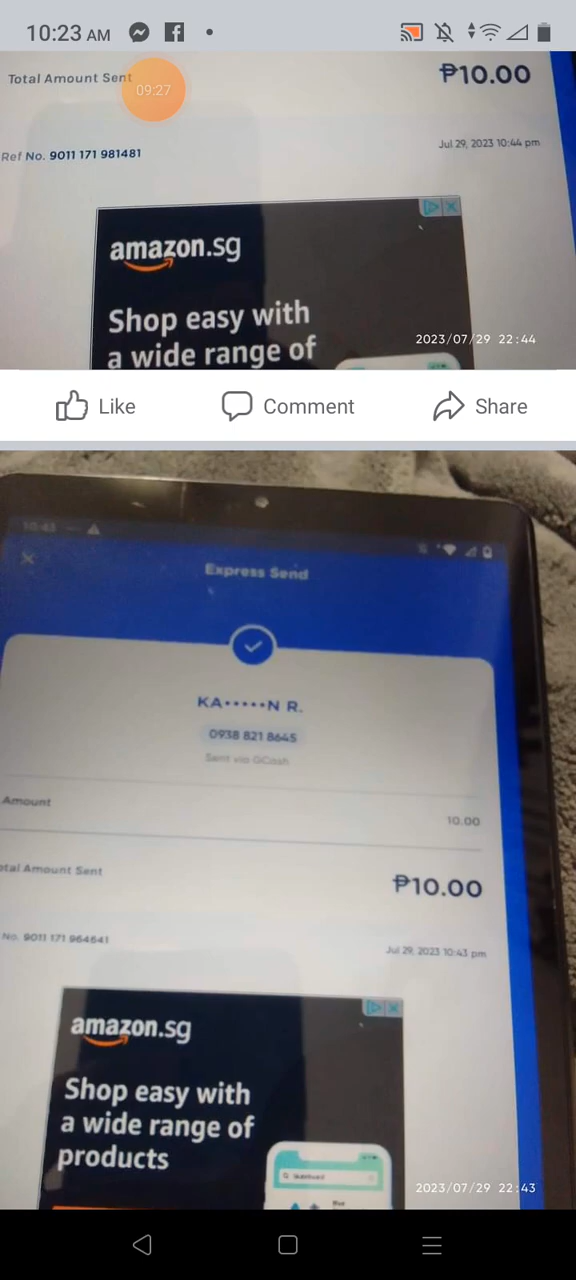 10:23 AM
Total Amount Sent
₱10.00
09:27
Ref No. 9011 171 981481
Jul 29, 2023 10:44 pm
amazon.sg
Shop easy with
a wide range of
2023/07/29 22:44
Like
Comment
Share
10:43
Express Send
KA•••••N R.
0938 821 8645
Sent via GCash
Amount
10.00
otal Amount Sent
₱10.00
No. 9011 171 964641
Jul 29, 2023 10:43 pm
amazon.sg
Shop easy with
a wide range of
products
2023/07/29 22:43